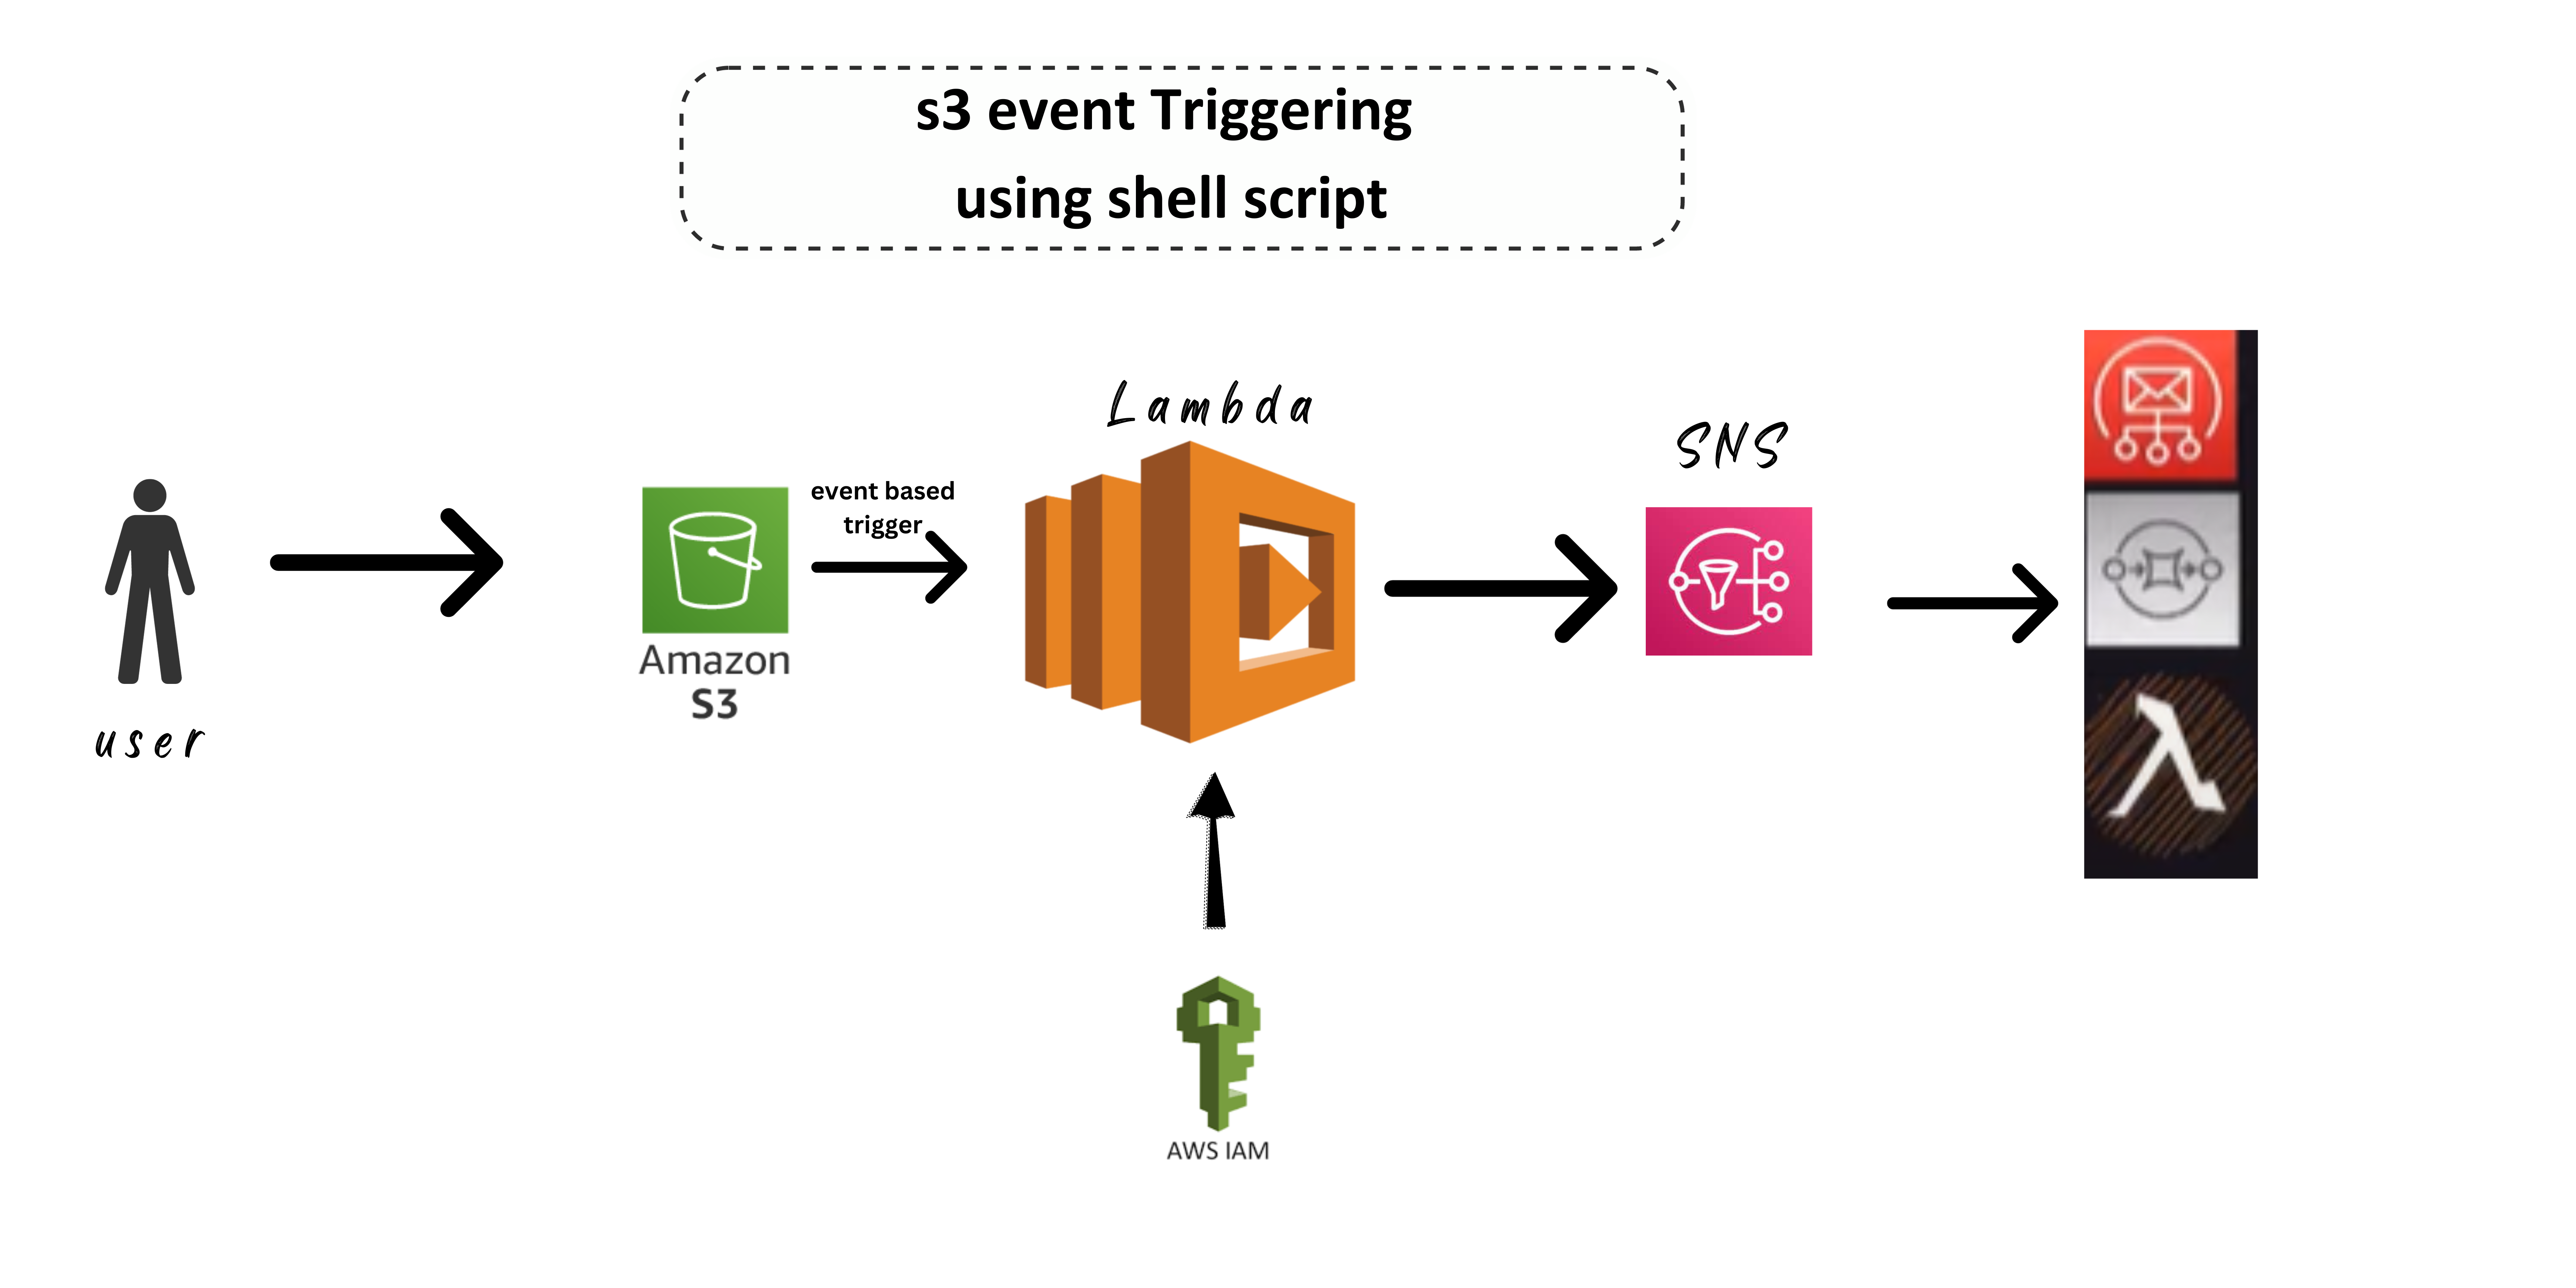 s3 event Triggering
using shell script
Lambda
SNS
event based
trigger
Amazon
S3
user
AWS IAM